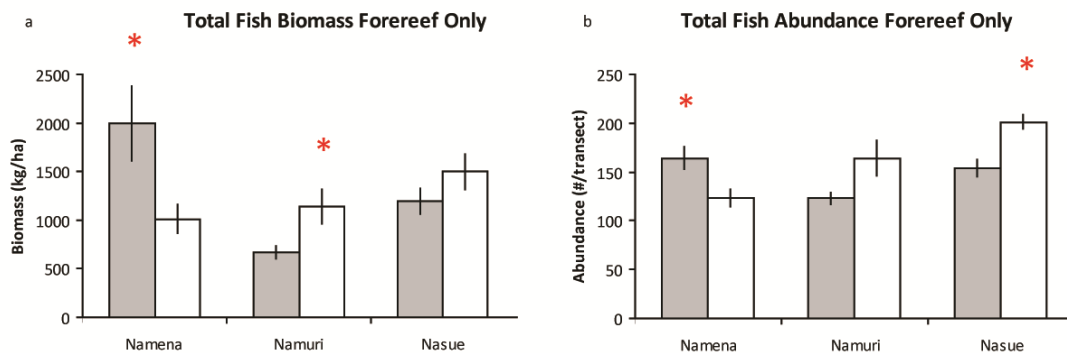 a
Total Fish Biomass Forereef Only
*
*
2500
2000
1500
1000
500
0
Biomass (kg/ha)
Namena Namuri Nasue
b
Total Fish Abundance Forereef Only
*
*
250
200
150
100
50
0
Abundance (#/transect)
Namena Namuri Nasue